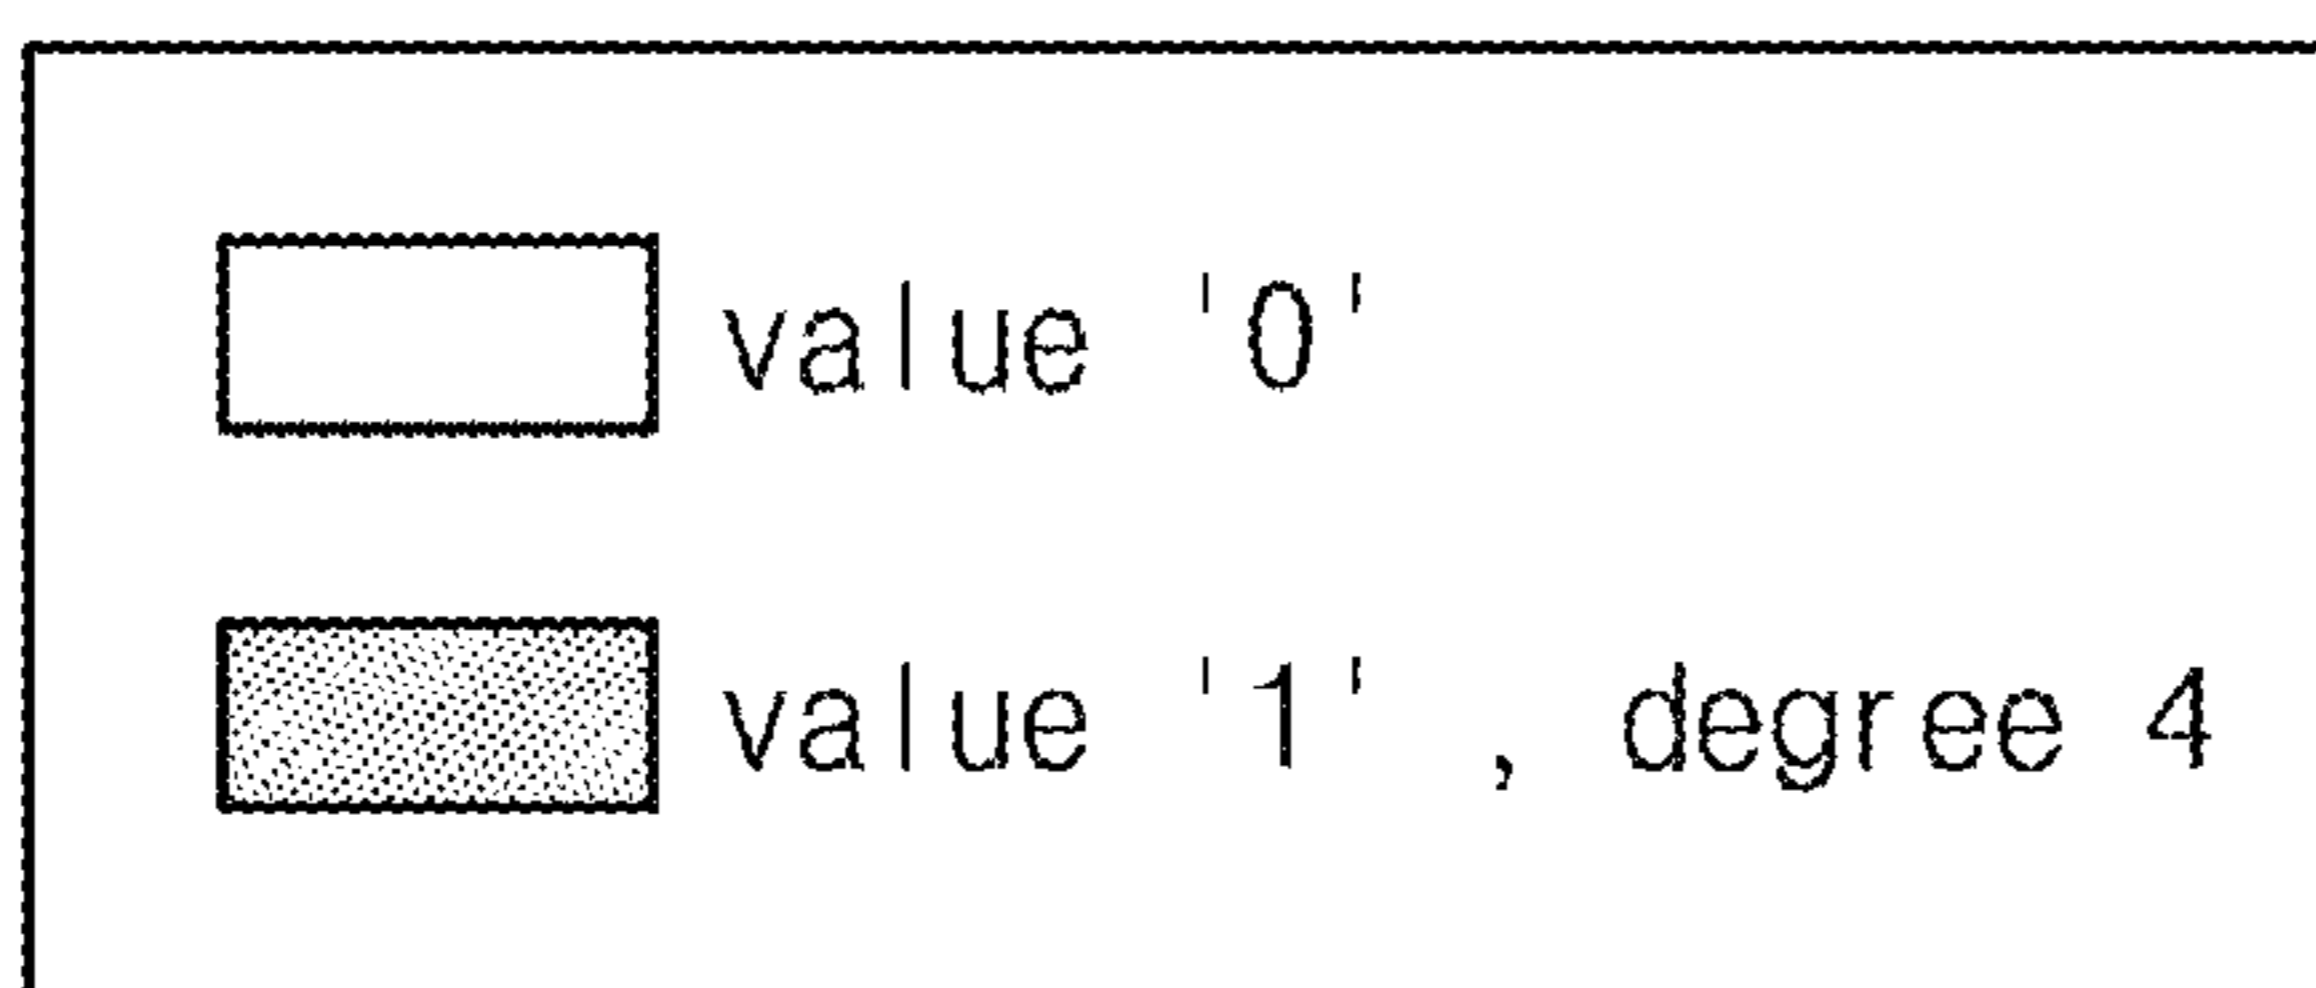 value '0'
value '1' , degree 4